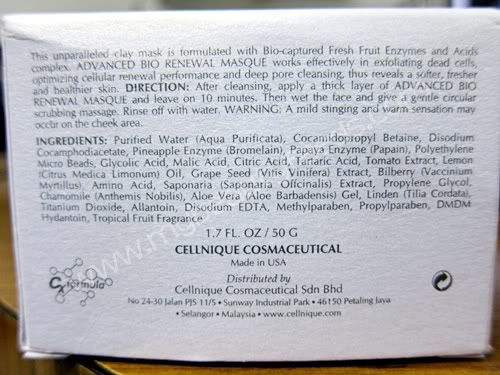 This unparalleled clay mask is formulated with Bio-captured Fresh Fruit Enzymes and Acids
complex. ADVANCED BIO RENEWAL MASQUE works effectively in exfoliating dead cells,
optimizing cellular renewal performance and deep pore cleansing, thus reveals a softer, fresher
and healthier skin. DIRECTION: After cleansing, apply a thick layer of ADVANCED BIO
RENEWAL MASQUE and leave on 10 minutes. Then wet the face and give a gentle circular
scrubbing massage. Rinse off with water. WARNING: A mild stinging and warm sensation may
occur on the cheek area.
INGREDIENTS: Purified Water (Aqua Purificata), Cocamidopropyl Betaine, Disodium
Cocamphodiacetate, Pineapple Enzyme (Bromelain), Papaya Enzyme (Papain), Polyethylene
Micro Beads, Glycolic Acid, Malic Acid, Citric Acid, Tartaric Acid, Tomato Extract, Lemon
(Citrus Medica Limonum) Oil, Grape Seed (Vitis Vinifera) Extract, Bilberry (Vaccinium
Myrtillus), Amino Acid, Saponaria (Saponaria Officinalis) Extract, Propylene Glycol,
Chamomile (Anthemis Nobilis), Aloe Vera (Aloe Barbadensis) Gel, Linden (Tilia Cordata),
Titanium Dioxide, Allantoin, Disodium EDTA, Methylparaben, Propylparaben, DMDM
Hydantoin, Tropical Fruit Fragrance
1.7 FL. OZ / 50 G
CELLNIQUE COSMACEUTICAL
Made in USA
Distributed by
Cellnique Cosmaceutical Sdn Bhd
No 24-30 Jalan PJS 11/5 • Sunway Industrial Park • 46150 Petaling Jaya
• Selangor • Malaysia • www.cellnique.com
formula